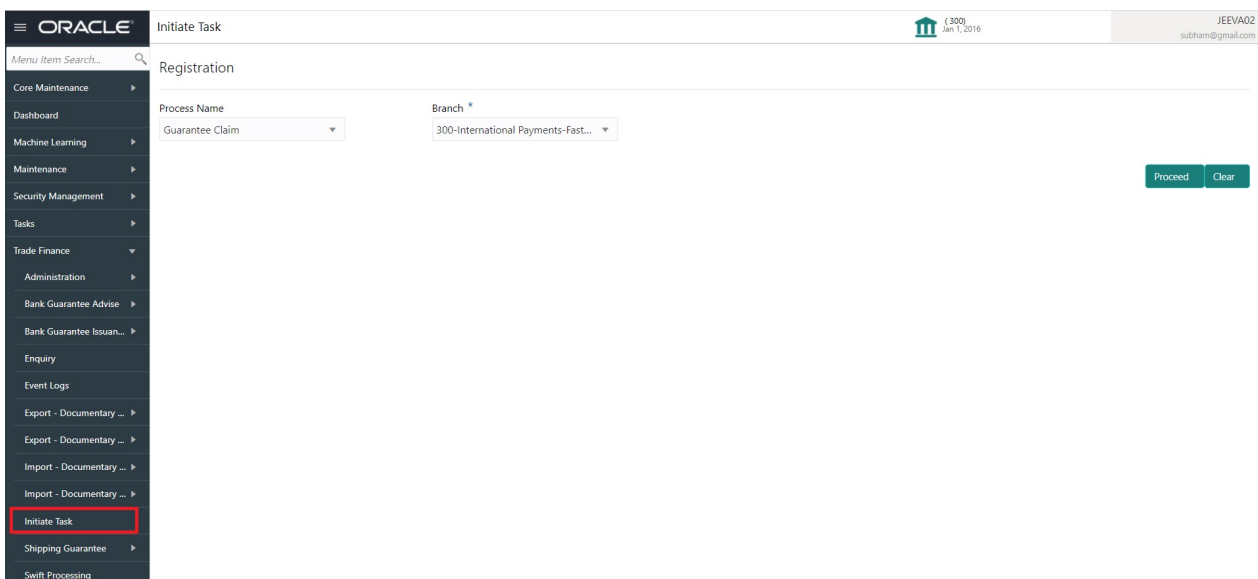 ORACLE
Initiate Task
(300)
Jan 1, 2016
JEEVA02
subham@gmail.com
Menu Item Search...
Core Maintenance
Dashboard
Machine Learning
Maintenance
Security Management
Tasks
Trade Finance
Administration
Bank Guarantee Advise
Bank Guarantee Issuan...
Enquiry
Event Logs
Export - Documentary ...
Export - Documentary ...
Import - Documentary ...
Import - Documentary ...
Initiate Task
Shipping Guarantee
Swift Processing
Registration
Process Name
Guarantee Claim
Branch *
300-International Payments-Fast...
Proceed
Clear